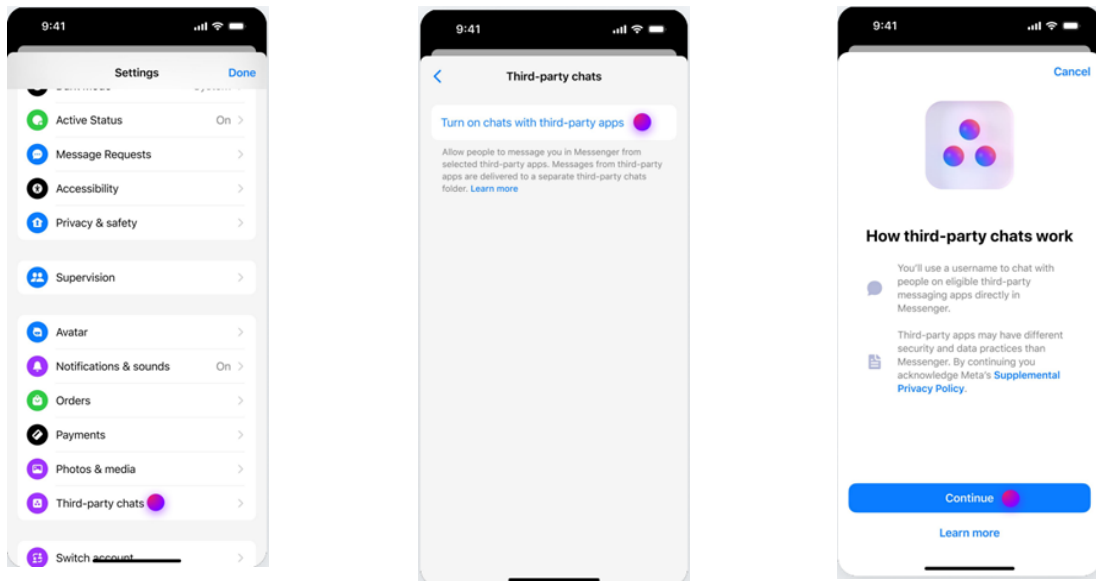 9:41
Settings
Done
Active Status
On
Message Requests
Accessibility
Privacy & safety
Supervision
Avatar
Notifications & sounds
On
Orders
Payments
Photos & media
Third-party chats
Switch account
9:41
Third-party chats
Turn on chats with third-party apps
Allow people to message you in Messenger from
selected third-party apps. Messages from third-party
apps are delivered to a separate third-party chats
folder. Learn more
9:41
Cancel
How third-party chats work
You'll use a username to chat with
people on eligible third-party
messaging apps directly in
Messenger.
Third-party apps may have different
security and data practices than
Messenger. By continuing you
acknowledge Meta's Supplemental
Privacy Policy.
Continue
Learn more